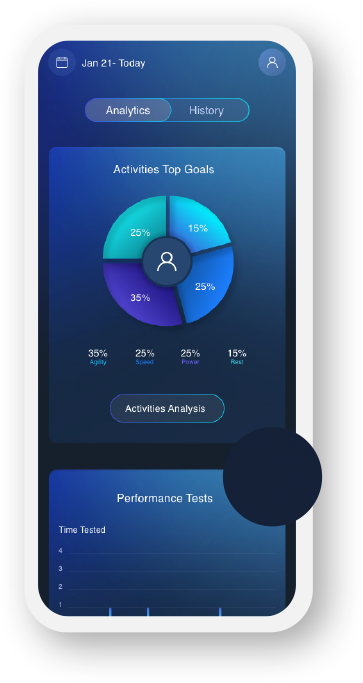 Jan 21- Today
Analytics History
Activities Top Goals
25% 15%
25%
35%
35% 25% 25% 15%
Agility Speed Power Rest
Activities Analysis
Performance Tests
Time Tested
4
3
2
1